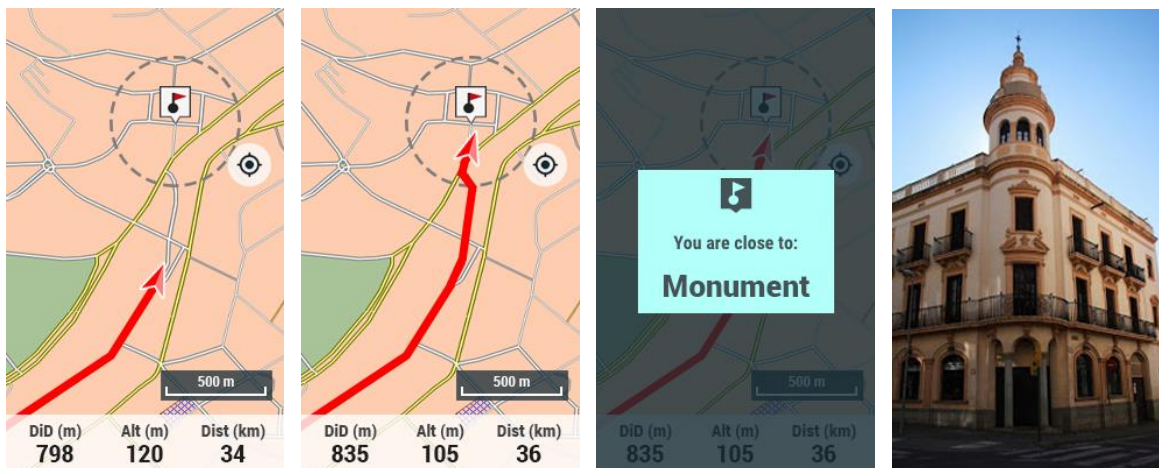 500 m
DiD (m) Alt (m) Dist (km)
798 120 34
500 m
DiD (m) Alt (m) Dist (km)
835 105 36
You are close to:
Monument
500 m
DiD (m) Alt (m) Dist (km)
835 105 36